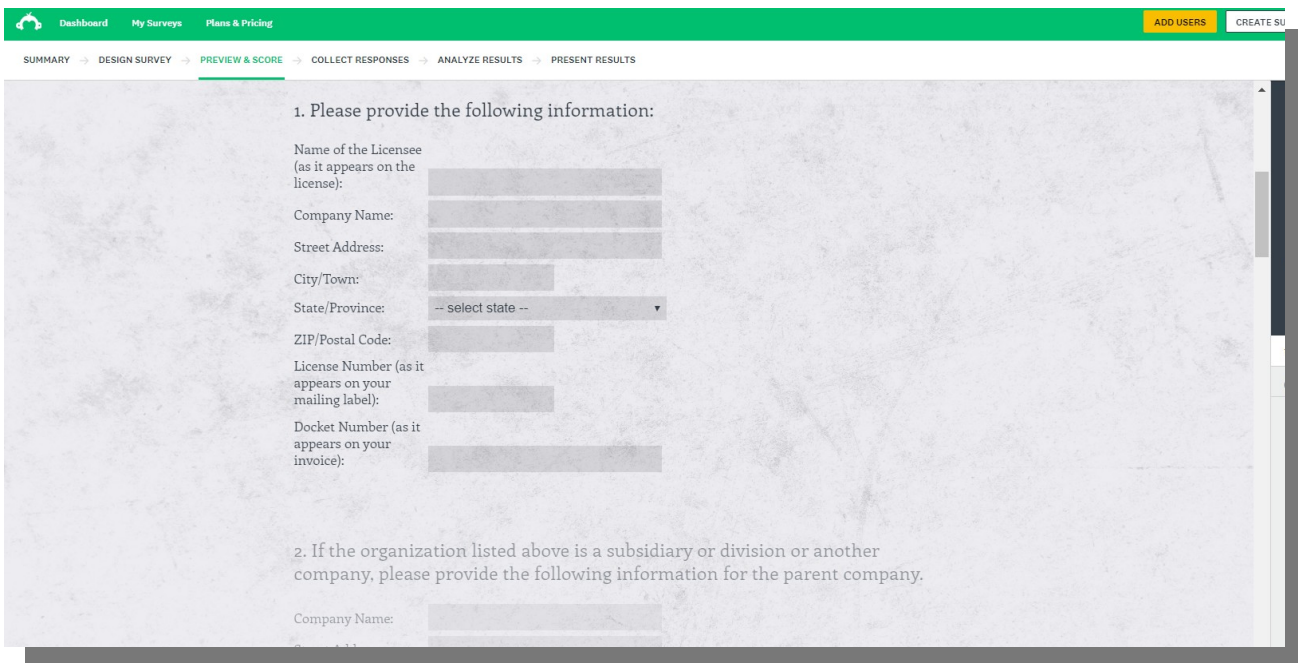 Dashboard My Surveys Plans & Pricing ADD USERS CREATE SU
SUMMARY → DESIGN SURVEY → PREVIEW & SCORE → COLLECT RESPONSES → ANALYZE RESULTS → PRESENT RESULTS
1. Please provide the following information:
Name of the Licensee
(as it appears on the
license):
Company Name:
Street Address:
City/Town:
State/Province: -- select state --
ZIP/Postal Code:
License Number (as it
appears on your
mailing label):
Docket Number (as it
appears on your
invoice):
2. If the organization listed above is a subsidiary or division or another
company, please provide the following information for the parent company.
Company Name: